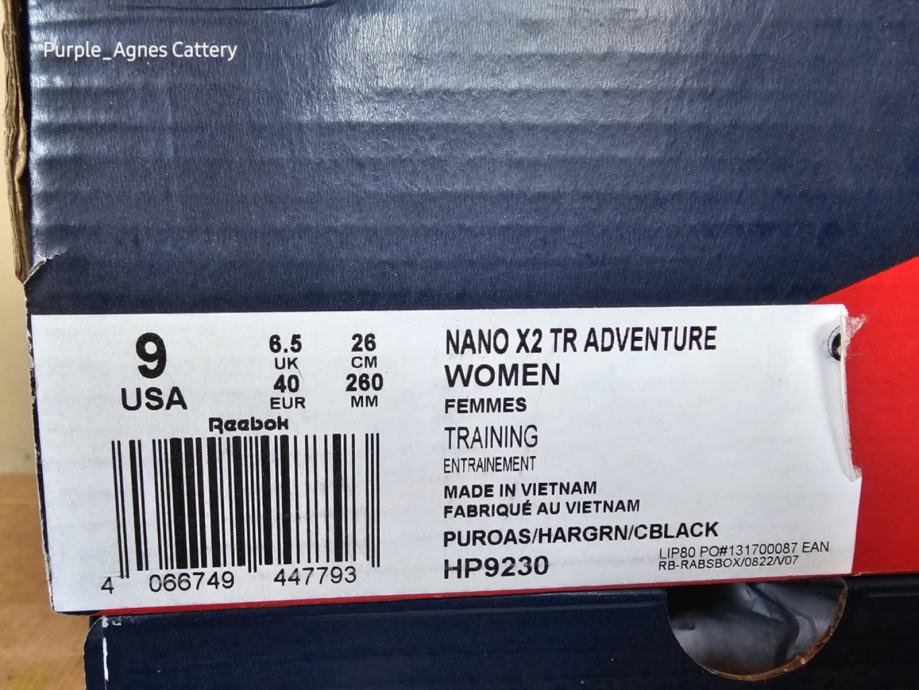 Purple_Agnes Cattery
9
USA
6.5
UK
40
EUR
26
CM
260
MM
Reebok
4 066749 447793
NANO X2 TR ADVENTURE
WOMEN
FEMMES
TRAINING
ENTRAINEMENT
MADE IN VIETNAM
FABRIQUÉ AU VIETNAM
PUROAS/HARGRN/CBLACK
HP9230
LIP80 PO#131700087 EAN
RB-RABSBOX/0822/V07